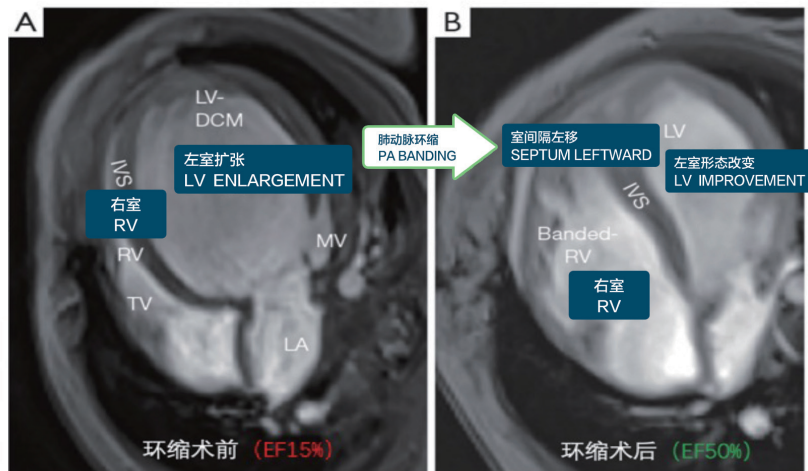 A
LV-
DCM
左室扩张
LV ENLARGEMENT
IVS
右室
RV
RV
TV
MV
LA
环缩术前 (EF15%)
肺动脉环缩
PA BANDING
B
室间隔左移
SEPTUM LEFTWARD
LV
左室形态改变
LV IMPROVEMENT
IVS
Banded-
RV
右室
RV
环缩术后 (EF50%)